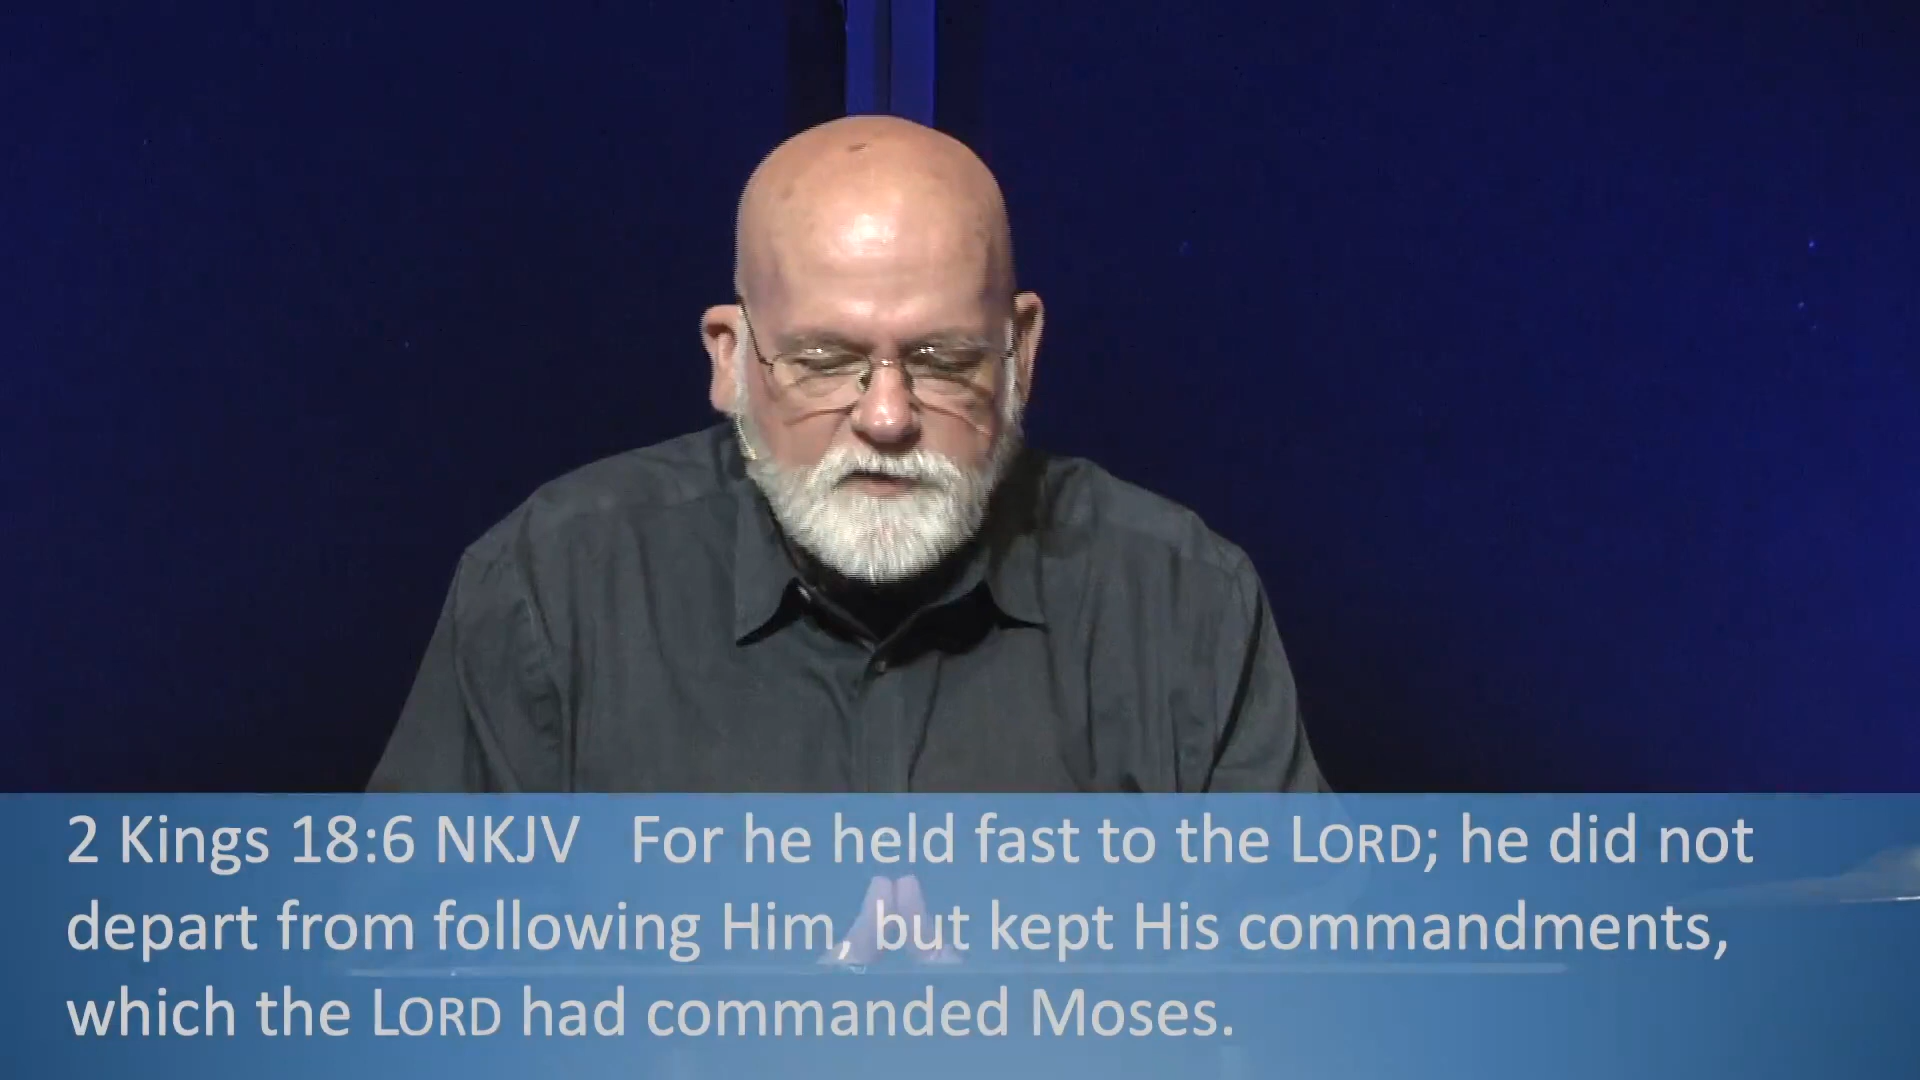 2 Kings 18:6 NKJV For he held fast to the LORD; he did not
depart from following Him, but kept His commandments,
which the LORD had commanded Moses.